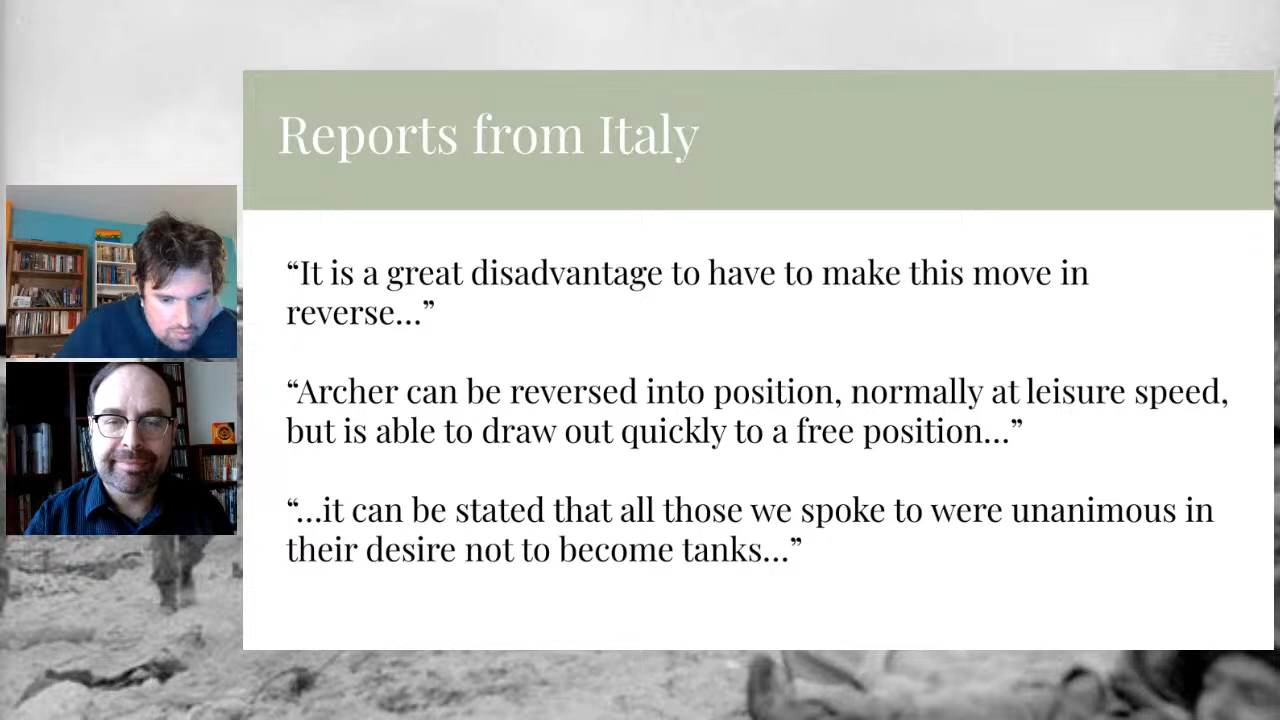 Reports from Italy
“It is a great disadvantage to have to make this move in
reverse...”
“Archer can be reversed into position, normally at leisure speed,
but is able to draw out quickly to a free position...”
“...it can be stated that all those we spoke to were unanimous in
their desire not to become tanks...”